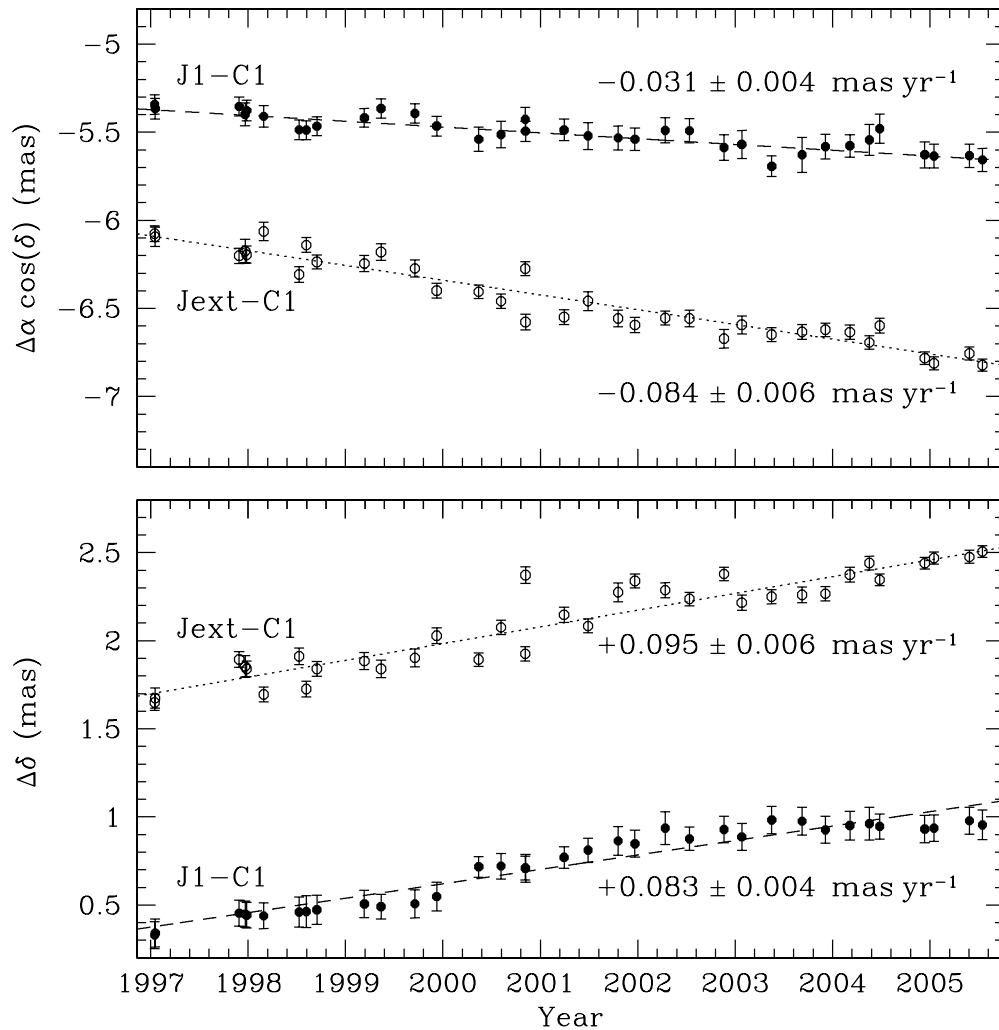 −5
−5.5
−6
−6.5
−7
Δα cos(δ) (mas)
J1−C1
−0.031 ± 0.004 mas yr⁻¹
Jext−C1
−0.084 ± 0.006 mas yr⁻¹
2.5
2
1.5
1
0.5
Δδ (mas)
Jext−C1
+0.095 ± 0.006 mas yr⁻¹
J1−C1
+0.083 ± 0.004 mas yr⁻¹
1997 1998 1999 2000 2001 2002 2003 2004 2005
Year